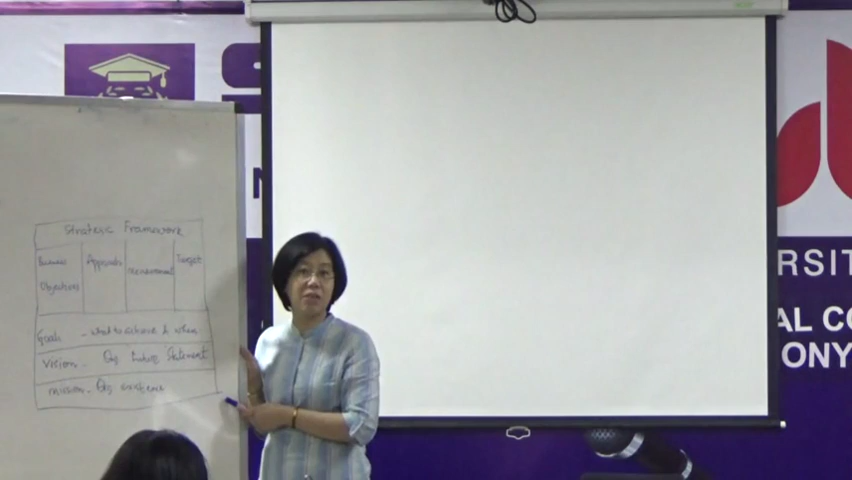 Strategic Framework
Business Objectives
Approach
Measurement
Target
Goals - What to achieve & when
Vision - Org Future Statement
mission - Org existence
S
N
RSIT
AL CO
ONY